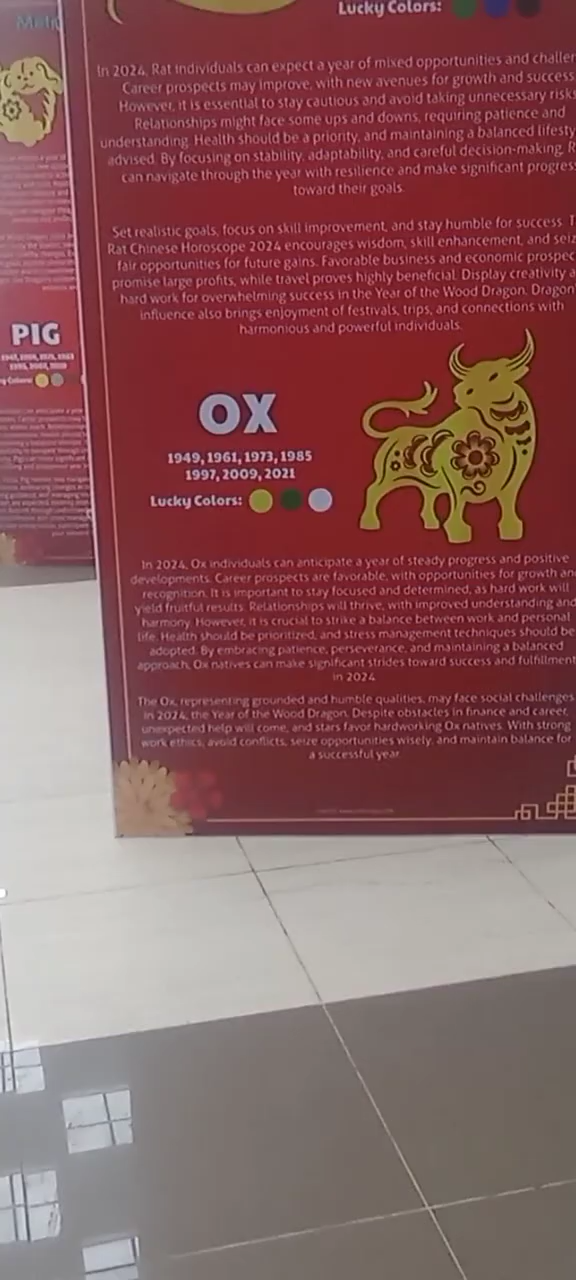 Lucky Colors:
In 2024, Rat individuals can expect a year of mixed opportunities and
Career prospects may improve, with new avenues for growth and success
However, it is essential to stay cautious and avoid taking unnecessary risks
Relationships might face some ups and downs, requiring patience and
understanding. Health should be a priority, and maintaining a balanced
advised. By focusing on stability, adaptability, and careful decision-making,
can navigate through the year with resilience and make significant
toward their goals.
Set realistic goals, focus on skill improvement, and stay humble for success.
Rat Chinese Horoscope 2024 encourages wisdom, skill enhancement, and
fair opportunities for future gains. Favorable business and economic
promise large profits, while travel proves highly beneficial. Display creativity
hard work for overwhelming success in the Year of the Wood Dragon. Dragon
influence also brings enjoyment of festivals, trips, and connections with
harmonious and powerful individuals.
PIG
OX
1949, 1961, 1973, 1985
1997, 2009, 2021
Lucky Colors:
In 2024, Ox individuals can anticipate a year of steady progress and positive
developments. Career prospects are favorable, with opportunities for growth and
recognition. It is important to stay focused and determined, as hard work will
yield fruitful results. Relationships will thrive, with improved understanding and
harmony. However, it is crucial to strike a balance between work and personal
life. Health should be prioritized, and stress management techniques should be
adopted. By embracing patience, perseverance, and maintaining a balanced
approach, Ox natives can make significant strides toward success and fulfillment
in 2024
The Ox, representing grounded and humble qualities, may face social challenges
in 2024, the Year of the Wood Dragon. Despite obstacles in finance and career,
unexpected help will come, and stars favor hardworking Ox natives. With strong
work ethics, avoid conflicts, seize opportunities wisely, and maintain balance for
a successful year.